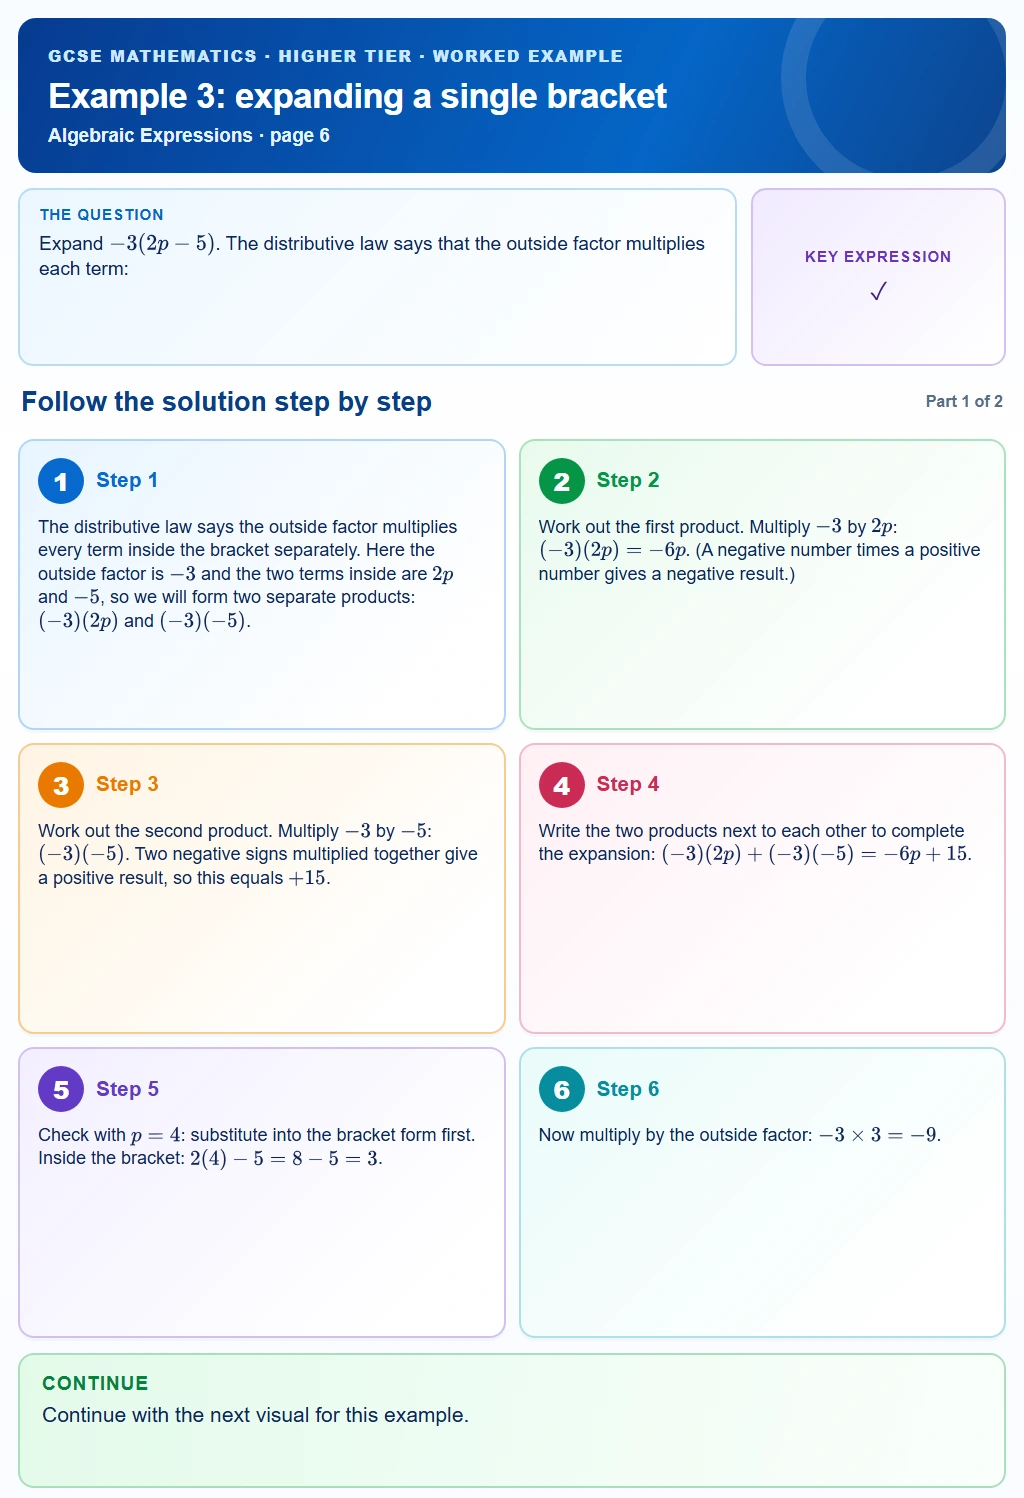 GCSE MATHEMATICS · HIGHER TIER · WORKED EXAMPLE
Example 3: expanding a single bracket
Algebraic Expressions · page 6
THE QUESTION
Expand −3(2p − 5). The distributive law says that the outside factor multiplies
each term:
KEY EXPRESSION
✓
Follow the solution step by step
Part 1 of 2
1
Step 1
The distributive law says the outside factor multiplies
every term inside the bracket separately. Here the
outside factor is −3 and the two terms inside are 2p
and −5, so we will form two separate products:
(−3)(2p) and (−3)(−5).
2
Step 2
Work out the first product. Multiply −3 by 2p:
(−3)(2p) = −6p. (A negative number times a positive
number gives a negative result.)
3
Step 3
Work out the second product. Multiply −3 by −5:
(−3)(−5). Two negative signs multiplied together give
a positive result, so this equals +15.
4
Step 4
Write the two products next to each other to complete
the expansion: (−3)(2p) + (−3)(−5) = −6p + 15.
5
Step 5
Check with p = 4: substitute into the bracket form first.
Inside the bracket: 2(4) − 5 = 8 − 5 = 3.
6
Step 6
Now multiply by the outside factor: −3 × 3 = −9.
CONTINUE
Continue with the next visual for this example.